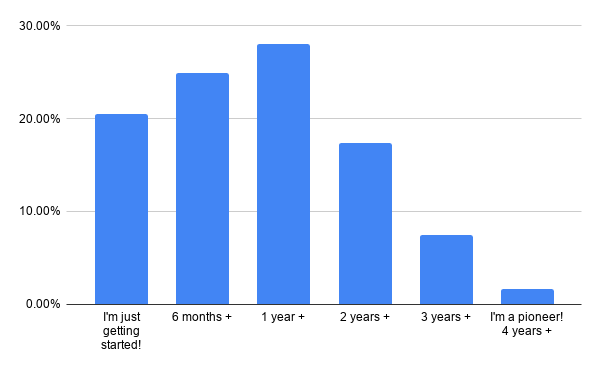 30.00%
20.00%
10.00%
0.00%
I'm just
getting
started!
6 months +
1 year +
2 years +
3 years +
I'm a pioneer!
4 years +